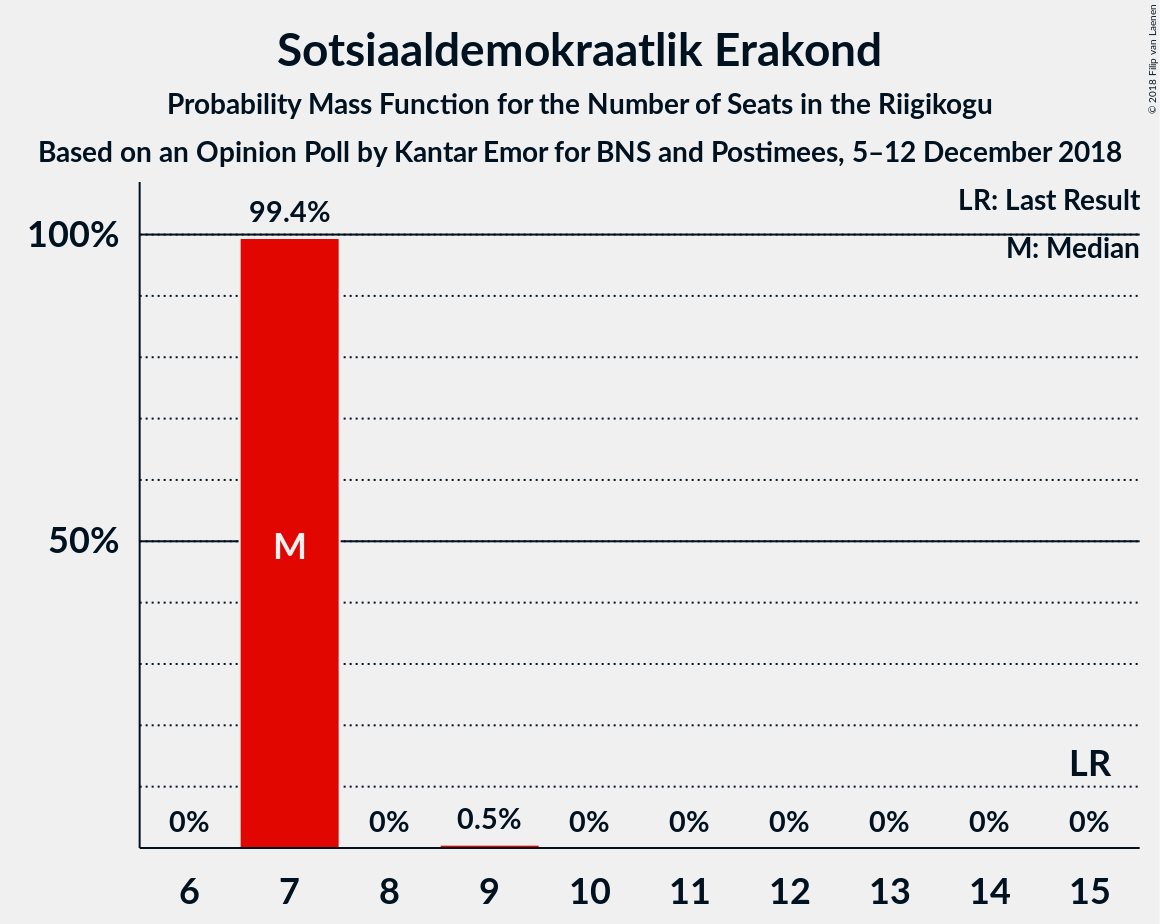 Sotsiaaldemokraatlik Erakond
Probability Mass Function for the Number of Seats in the Riigikogu
Based on an Opinion Poll by Kantar Emor for BNS and Postimees, 5–12 December 2018
© 2018 Filip van Laenen
LR: Last Result
M: Median
99.4%
100%
50%
M
LR
0%
0%
0.5%
0%
0%
0%
0%
0%
0%
6
7
8
9
10
11
12
13
14
15